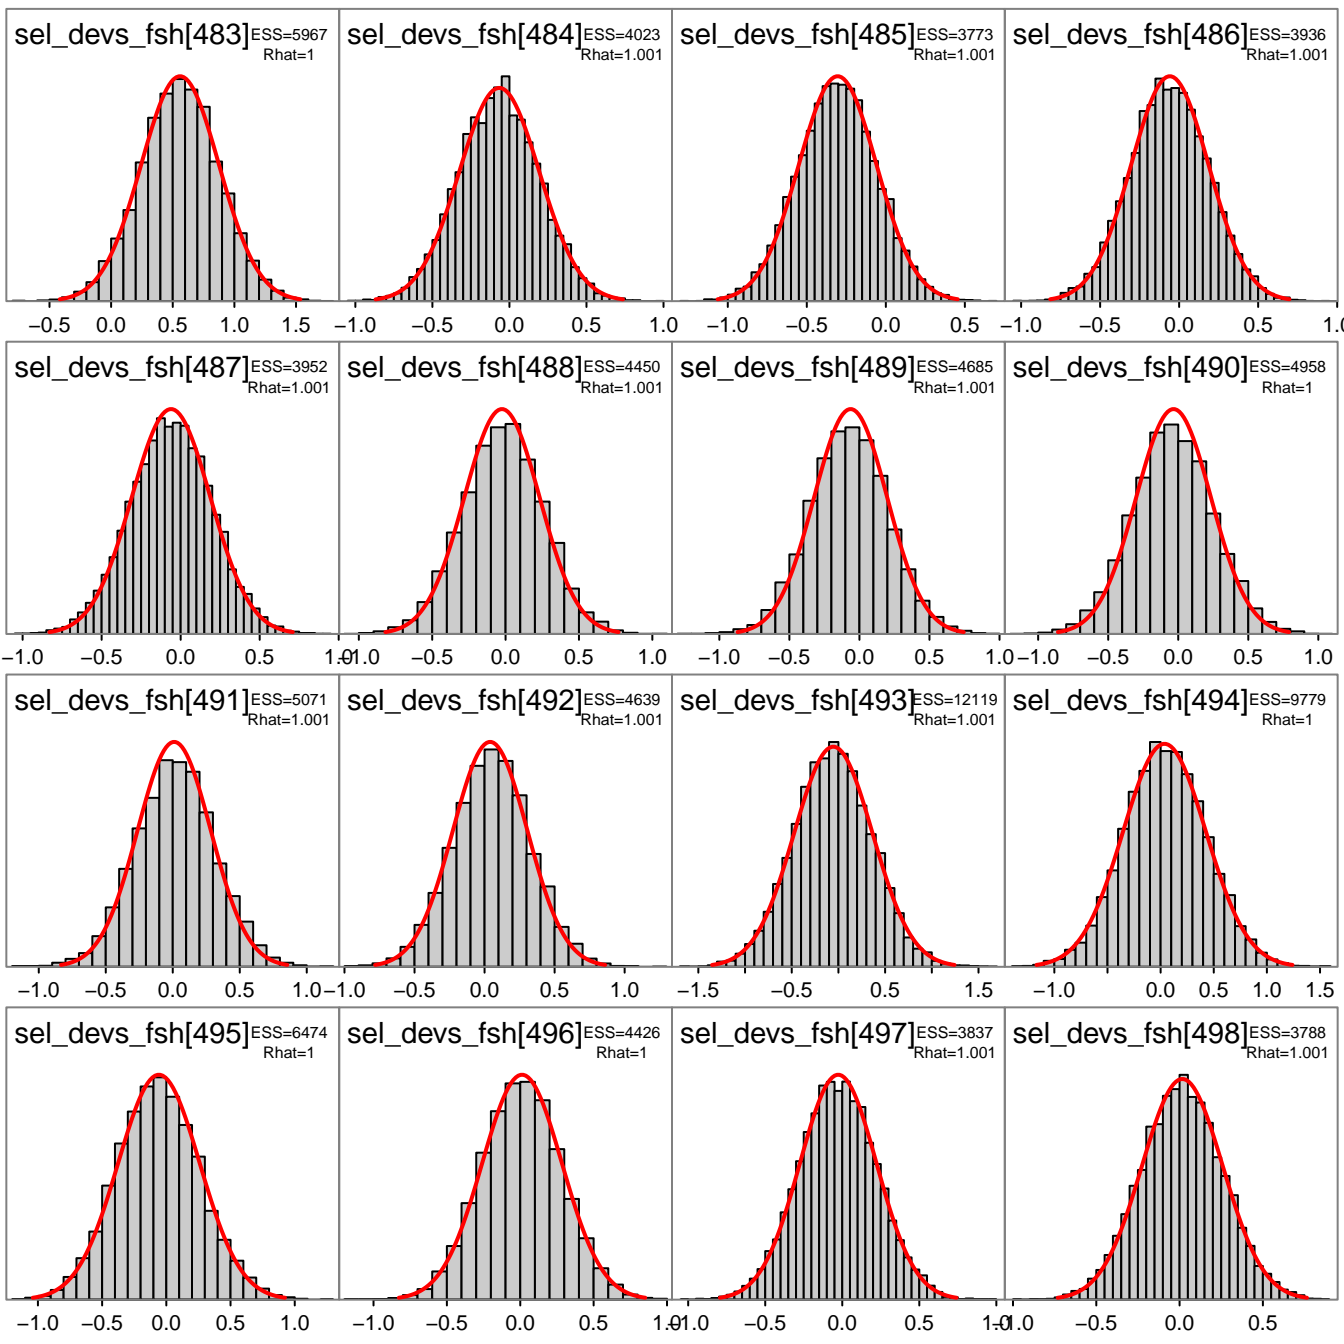 sel_devs_fsh[483] ESS=5967
Rhat=1
sel_devs_fsh[484] ESS=4023
Rhat=1.001
sel_devs_fsh[485] ESS=3773
Rhat=1.001
sel_devs_fsh[486] ESS=3936
Rhat=1.001
−0.5 0.0 0.5 1.0 1.5
−1.0 −0.5 0.0 0.5 1.0
−1.0 −0.5 0.0 0.5
−1.0 −0.5 0.0 0.5 1.0
sel_devs_fsh[487] ESS=3952
Rhat=1.001
sel_devs_fsh[488] ESS=4450
Rhat=1.001
sel_devs_fsh[489] ESS=4685
Rhat=1.001
sel_devs_fsh[490] ESS=4958
Rhat=1
−1.0 −0.5 0.0 0.5 1.0
−1.0 −0.5 0.0 0.5 1.0
−1.0 −0.5 0.0 0.5 1.0
−1.0 −0.5 0.0 0.5 1.0
sel_devs_fsh[491] ESS=5071
Rhat=1.001
sel_devs_fsh[492] ESS=4639
Rhat=1.001
sel_devs_fsh[493] ESS=12119
Rhat=1.001
sel_devs_fsh[494] ESS=9779
Rhat=1
−1.0 −0.5 0.0 0.5 1.0
−1.0 −0.5 0.0 0.5 1.0
−1.5 −0.5 0.5 1.5
−1.0 0.0 0.5 1.0 1.5
sel_devs_fsh[495] ESS=6474
Rhat=1
sel_devs_fsh[496] ESS=4426
Rhat=1
sel_devs_fsh[497] ESS=3837
Rhat=1.001
sel_devs_fsh[498] ESS=3788
Rhat=1.001
−1.0 −0.5 0.0 0.5 1.0
−1.0 −0.5 0.0 0.5 1.0
−1.0 −0.5 0.0 0.5 1.0
−1.0 −0.5 0.0 0.5